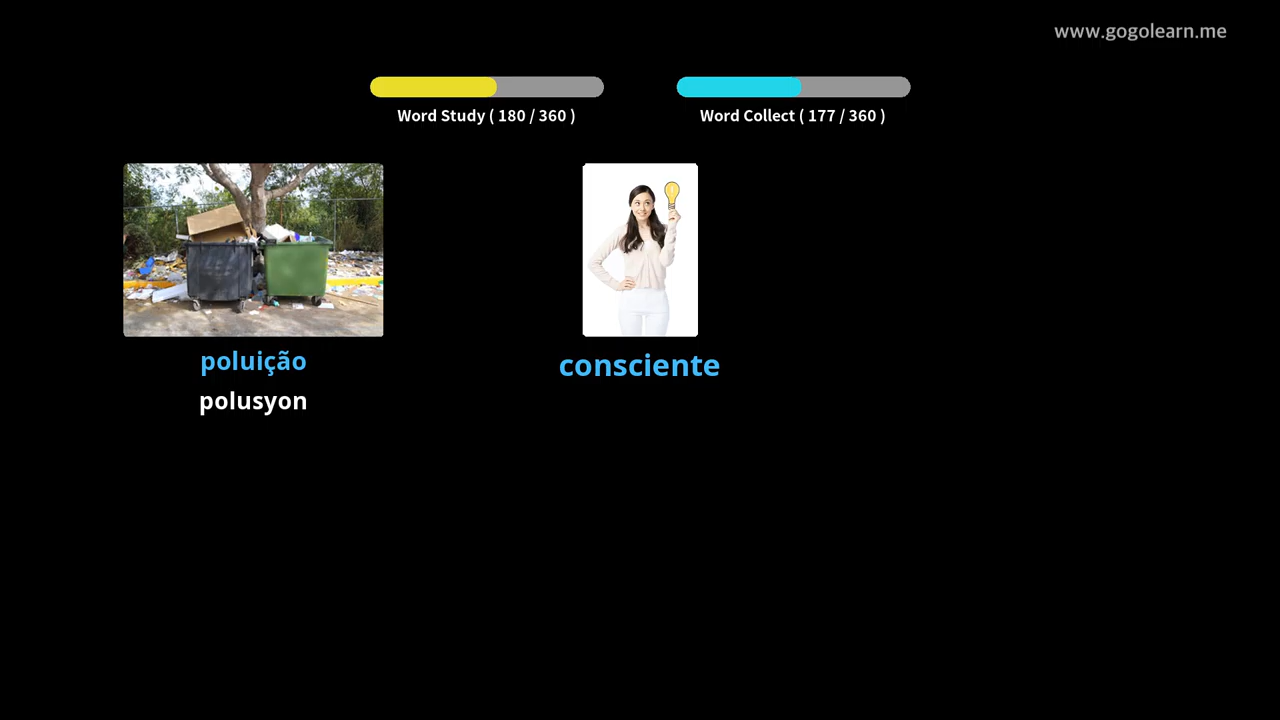 www.gogolearn.me
Word Study ( 180 / 360 )
Word Collect ( 177 / 360 )
poluição
polusyon
consciente